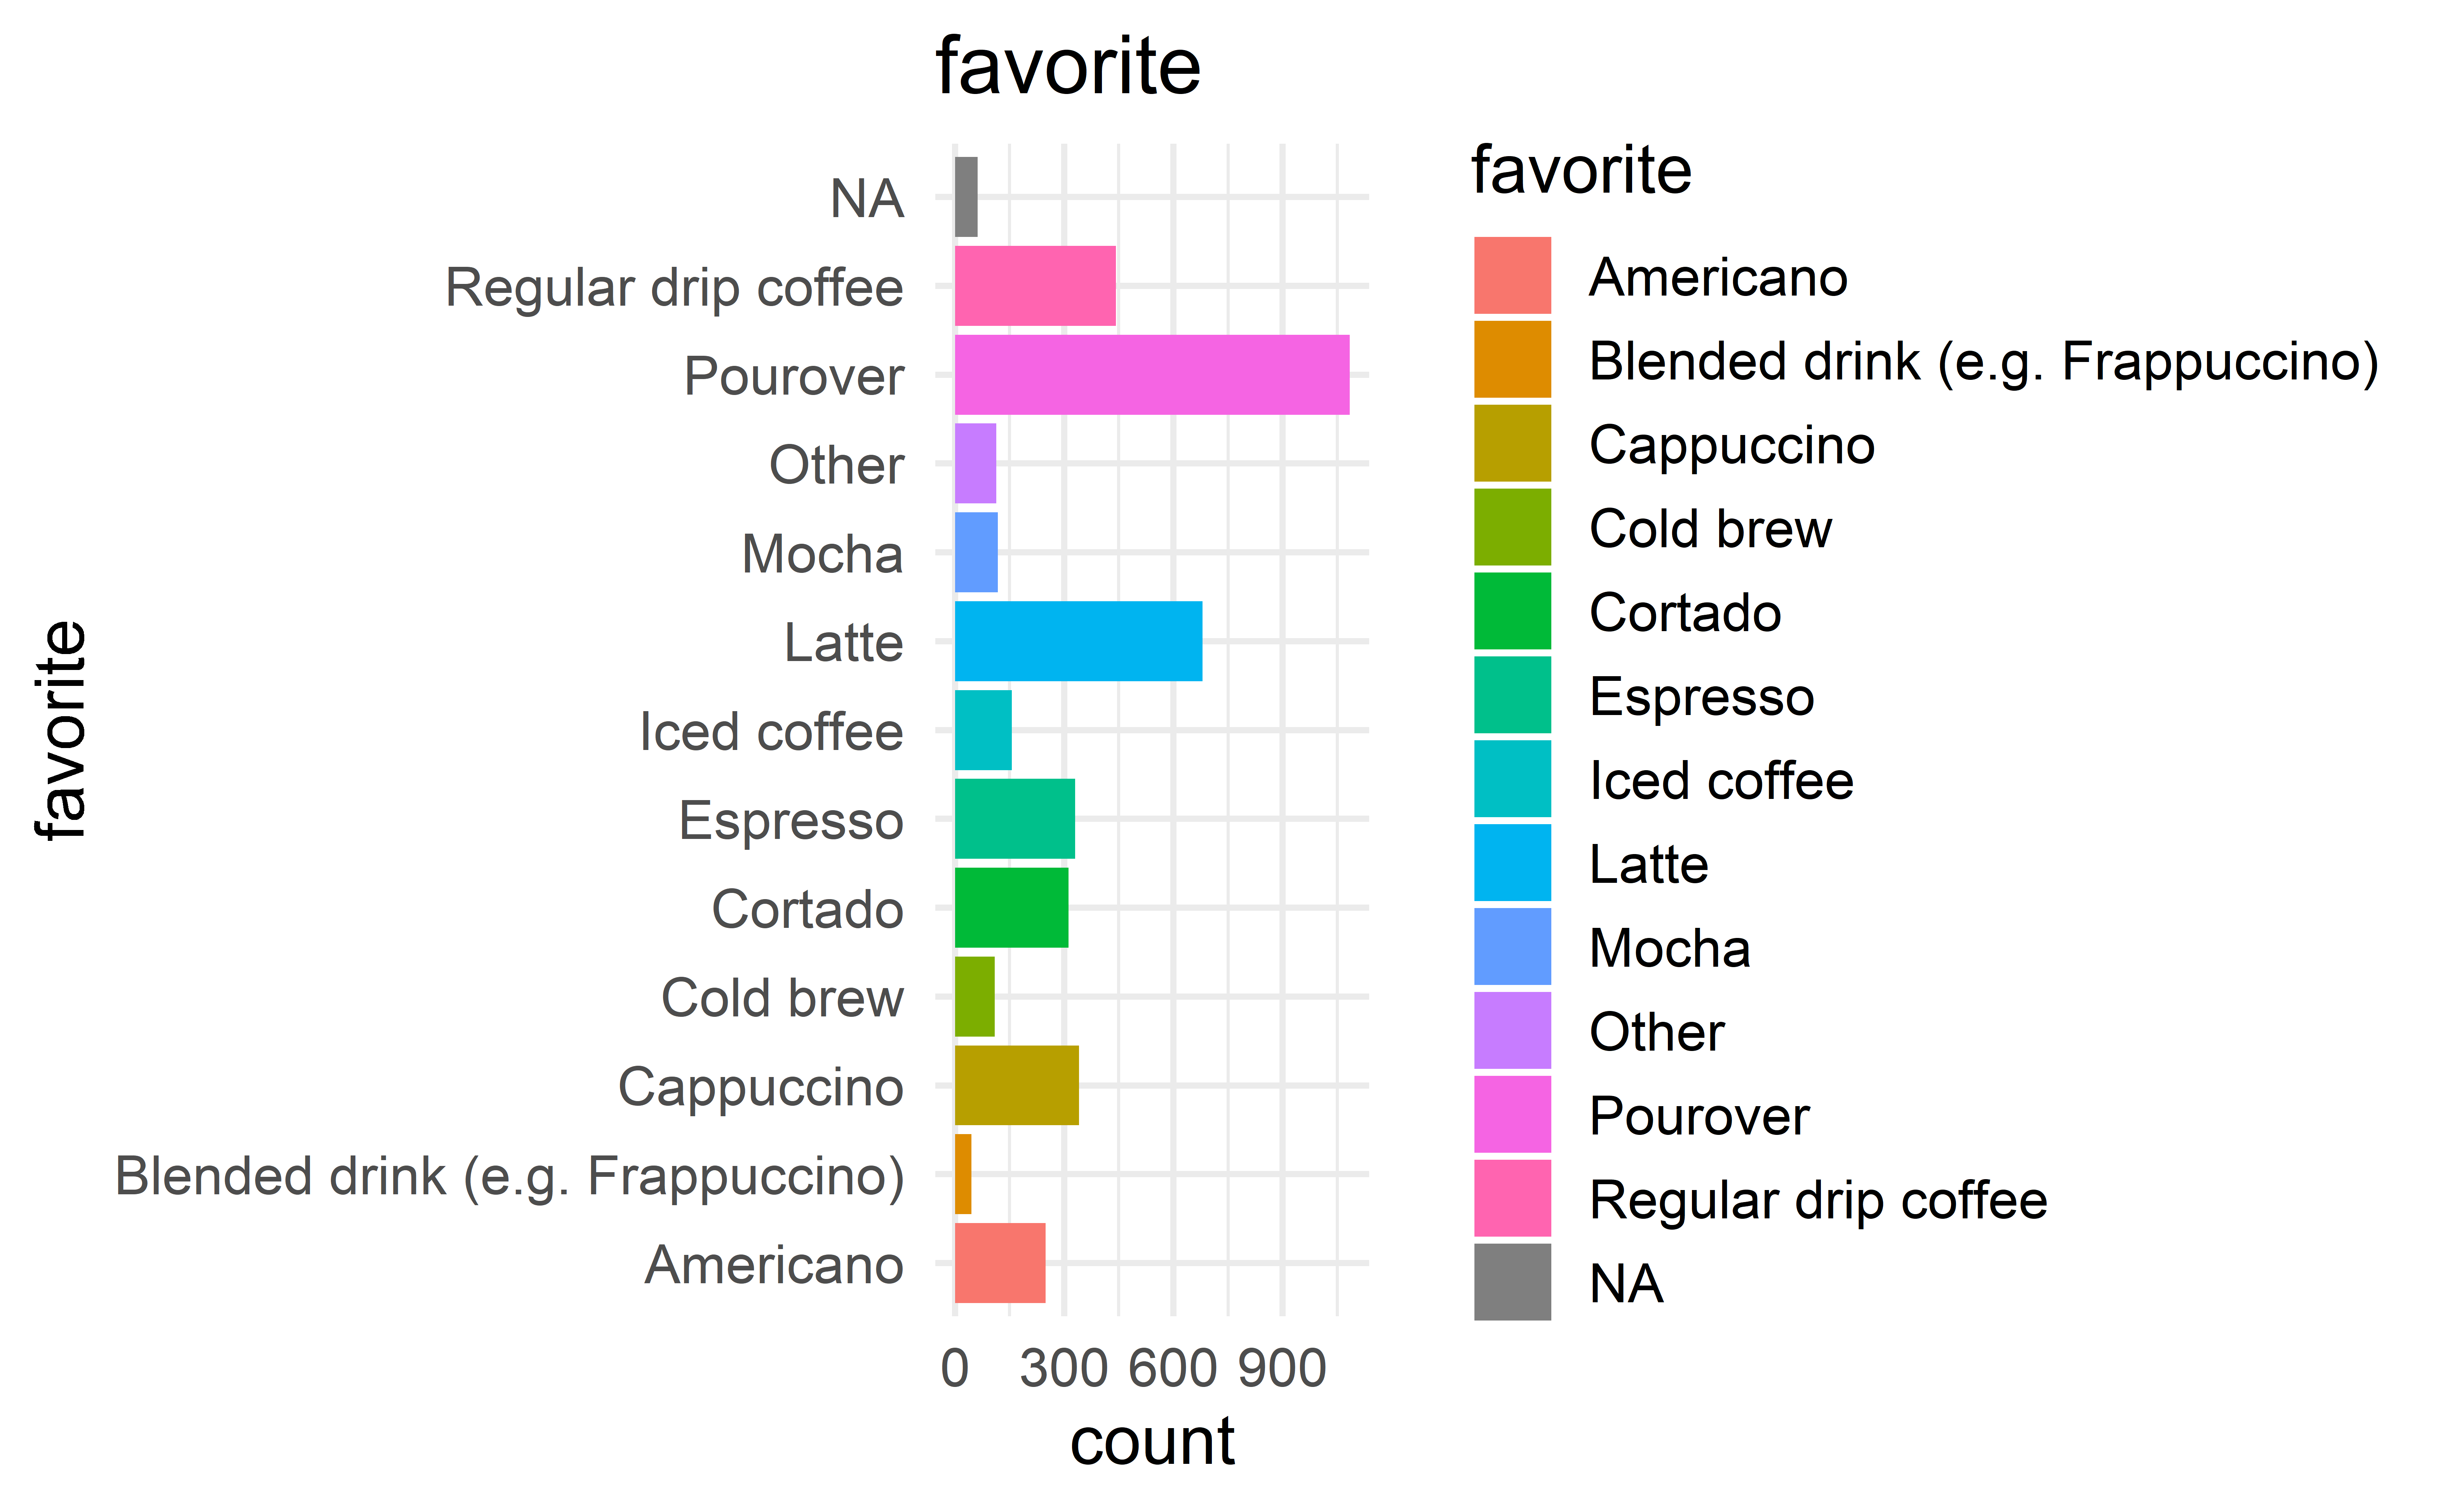 favorite
favorite
NA
Regular drip coffee
Pourover
Other
Mocha
Latte
Iced coffee
Espresso
Cortado
Cold brew
Cappuccino
Blended drink (e.g. Frappuccino)
Americano
0 300 600 900
count
favorite
Americano
Blended drink (e.g. Frappuccino)
Cappuccino
Cold brew
Cortado
Espresso
Iced coffee
Latte
Mocha
Other
Pourover
Regular drip coffee
NA